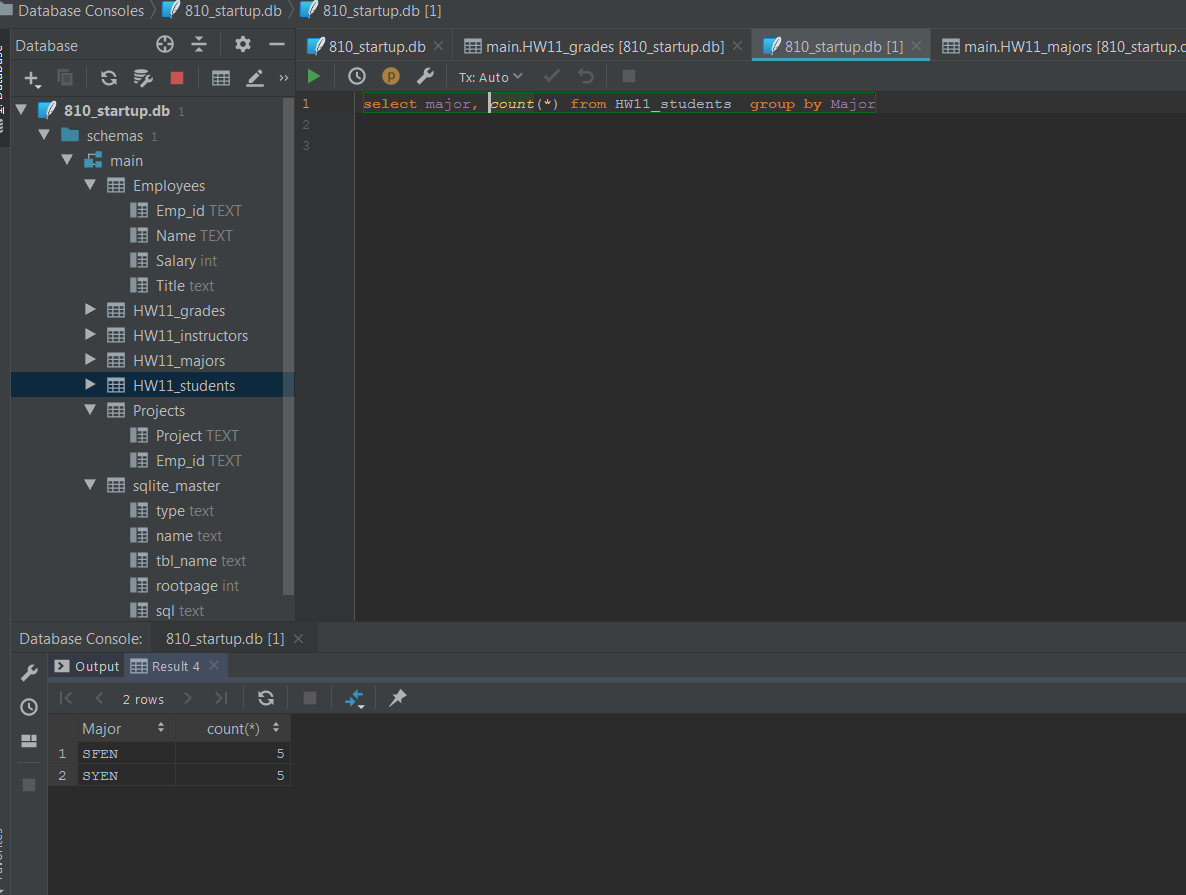 Database Consoles 810_startup.db 810_startup.db [1]
Database
810_startup.db 1
schemas 1
main
Employees
Emp_id TEXT
Name TEXT
Salary int
Title text
HW11_grades
HW11_instructors
HW11_majors
HW11_students
Projects
Project TEXT
Emp_id TEXT
sqlite_master
type text
name text
tbl_name text
rootpage int
sql text
810_startup.db main.HW11_grades [810_startup.db] 810_startup.db [1] main.HW11_majors [810_startup.
P Tx: Auto
1 select major, count(*) from HW11_students  group by Major
2
3
Database Console: 810_startup.db [1]
Output Result 4
2 rows
Major count(*)
1 SFEN 5
2 SYEN 5